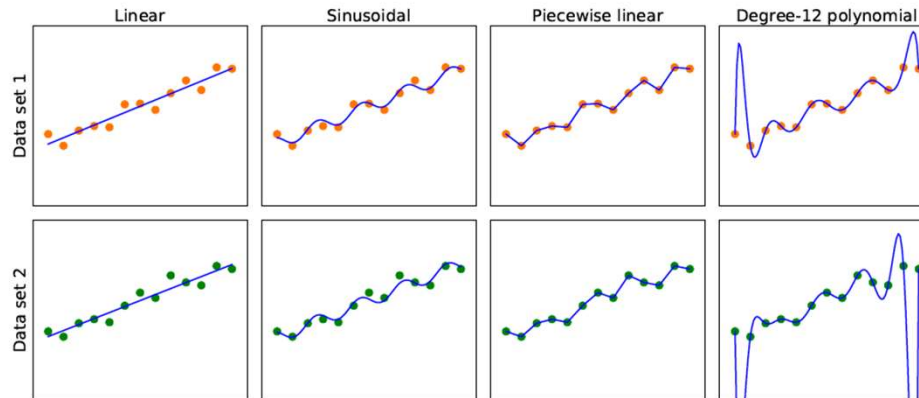 Linear
Sinusoidal
Piecewise linear
Degree-12 polynomial
Data set 1
Data set 2